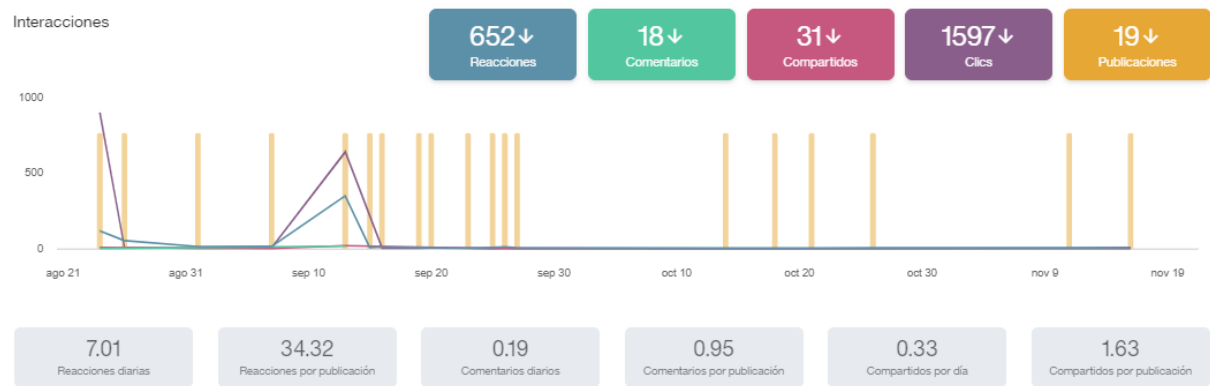 Interacciones
652↓
Reacciones
18↓
Comentarios
31↓
Compartidos
1597↓
Clics
19↓
Publicaciones
1000
500
0
ago 21 ago 31 sep 10 sep 20 sep 30 oct 10 oct 20 oct 30 nov 9 nov 19
7.01
Reacciones diarias
34.32
Reacciones por publicación
0.19
Comentarios diarios
0.95
Comentarios por publicación
0.33
Compartidos por día
1.63
Compartidos por publicación